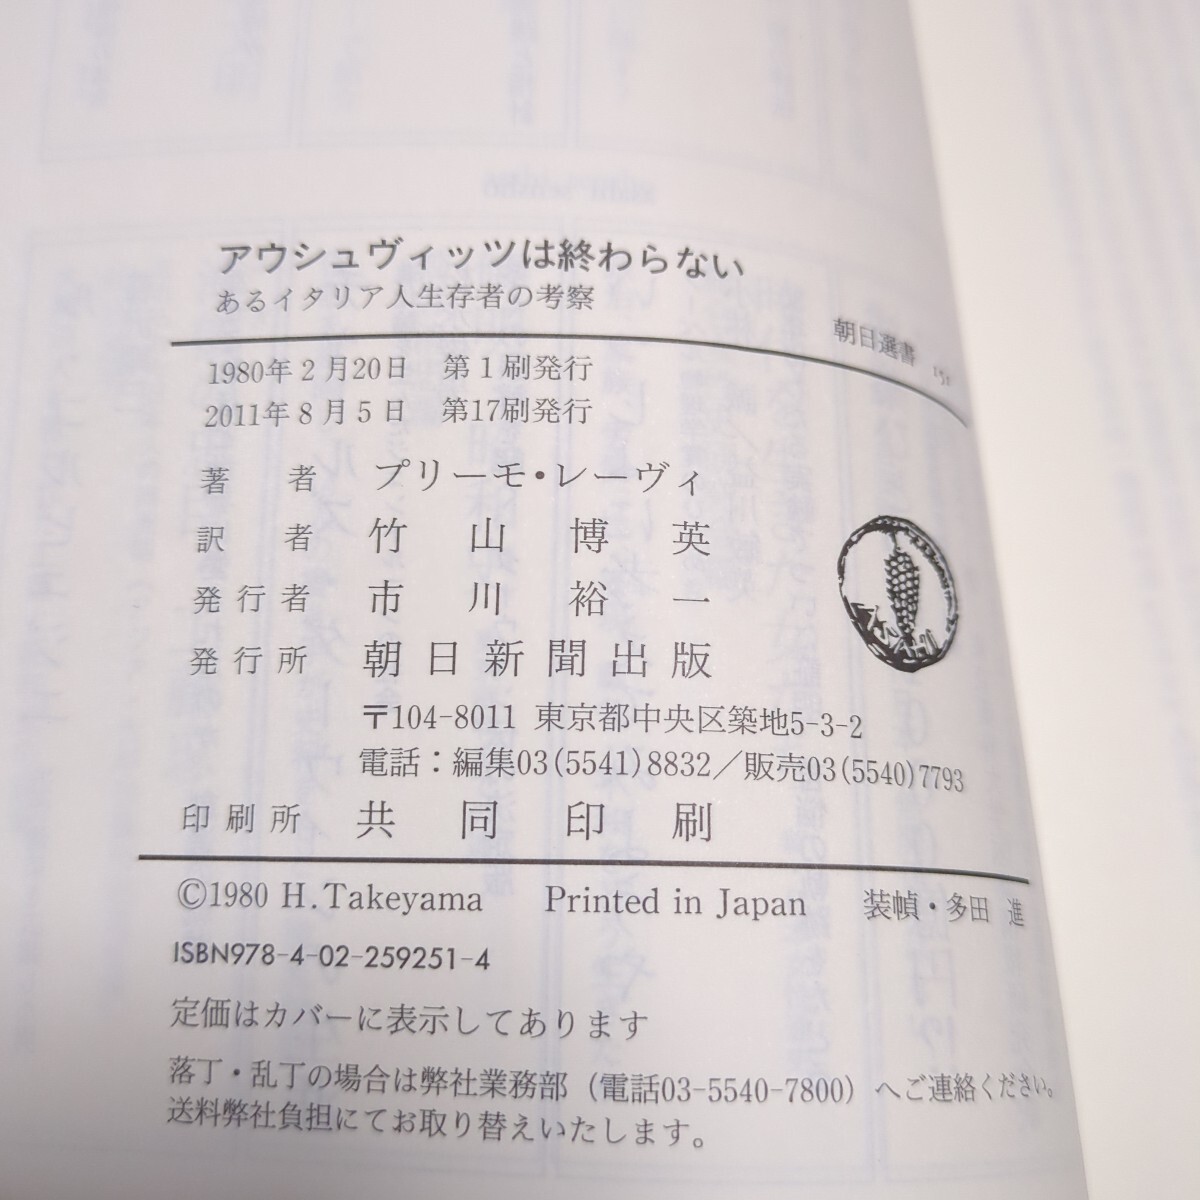 アウシュヴィッツは終わらない
あるイタリア人生存者の考察
朝日選書 151
1980年2月20日 第1刷発行
2011年8月5日 第17刷発行
著者 プリーモ・レーヴィ
訳者 竹山博英
発行者 市川裕一
発行所 朝日新聞出版
〒104-8011 東京都中央区築地5-3-2
電話:編集03(5541)8832/販売03(5540)7793
印刷所 共同印刷
©1980 H.Takeyama Printed in Japan 装幀・多田 進
ISBN978-4-02-259251-4
定価はカバーに表示してあります
落丁・乱丁の場合は弊社業務部(電話03-5540-7800)へご連絡ください。
送料弊社負担にてお取り替えいたします。